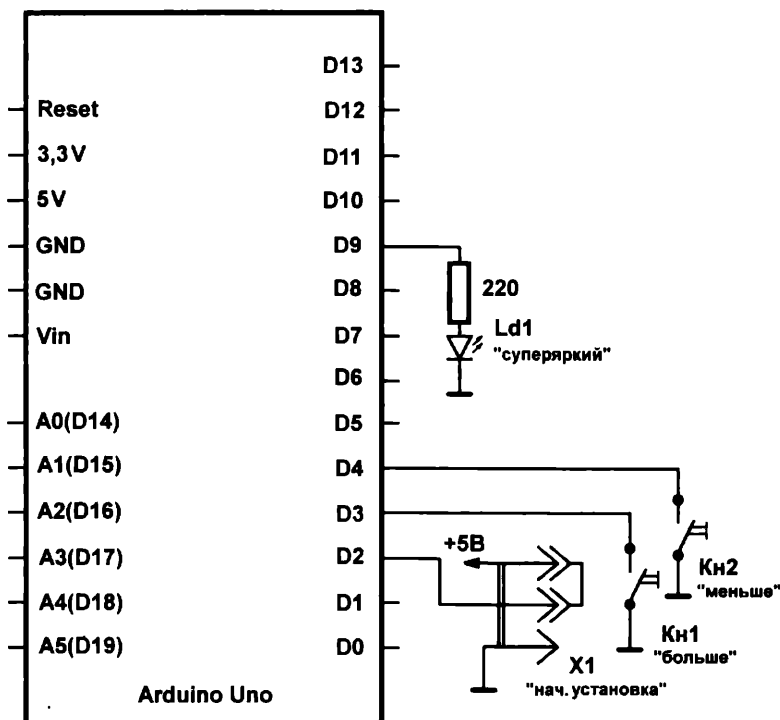 D13
Reset
D12
3,3V
D11
5V
D10
GND
D9
GND
D8
220
Vin
D7
Ld1
"суперяркий"
D6
A0(D14)
D5
A1(D15)
D4
A2(D16)
D3
A3(D17)
D2
+5В
Кн2
"меньше"
A4(D18)
D1
Кн1
"больше"
A5(D19)
D0
X1
"нач. установка"
Arduino Uno